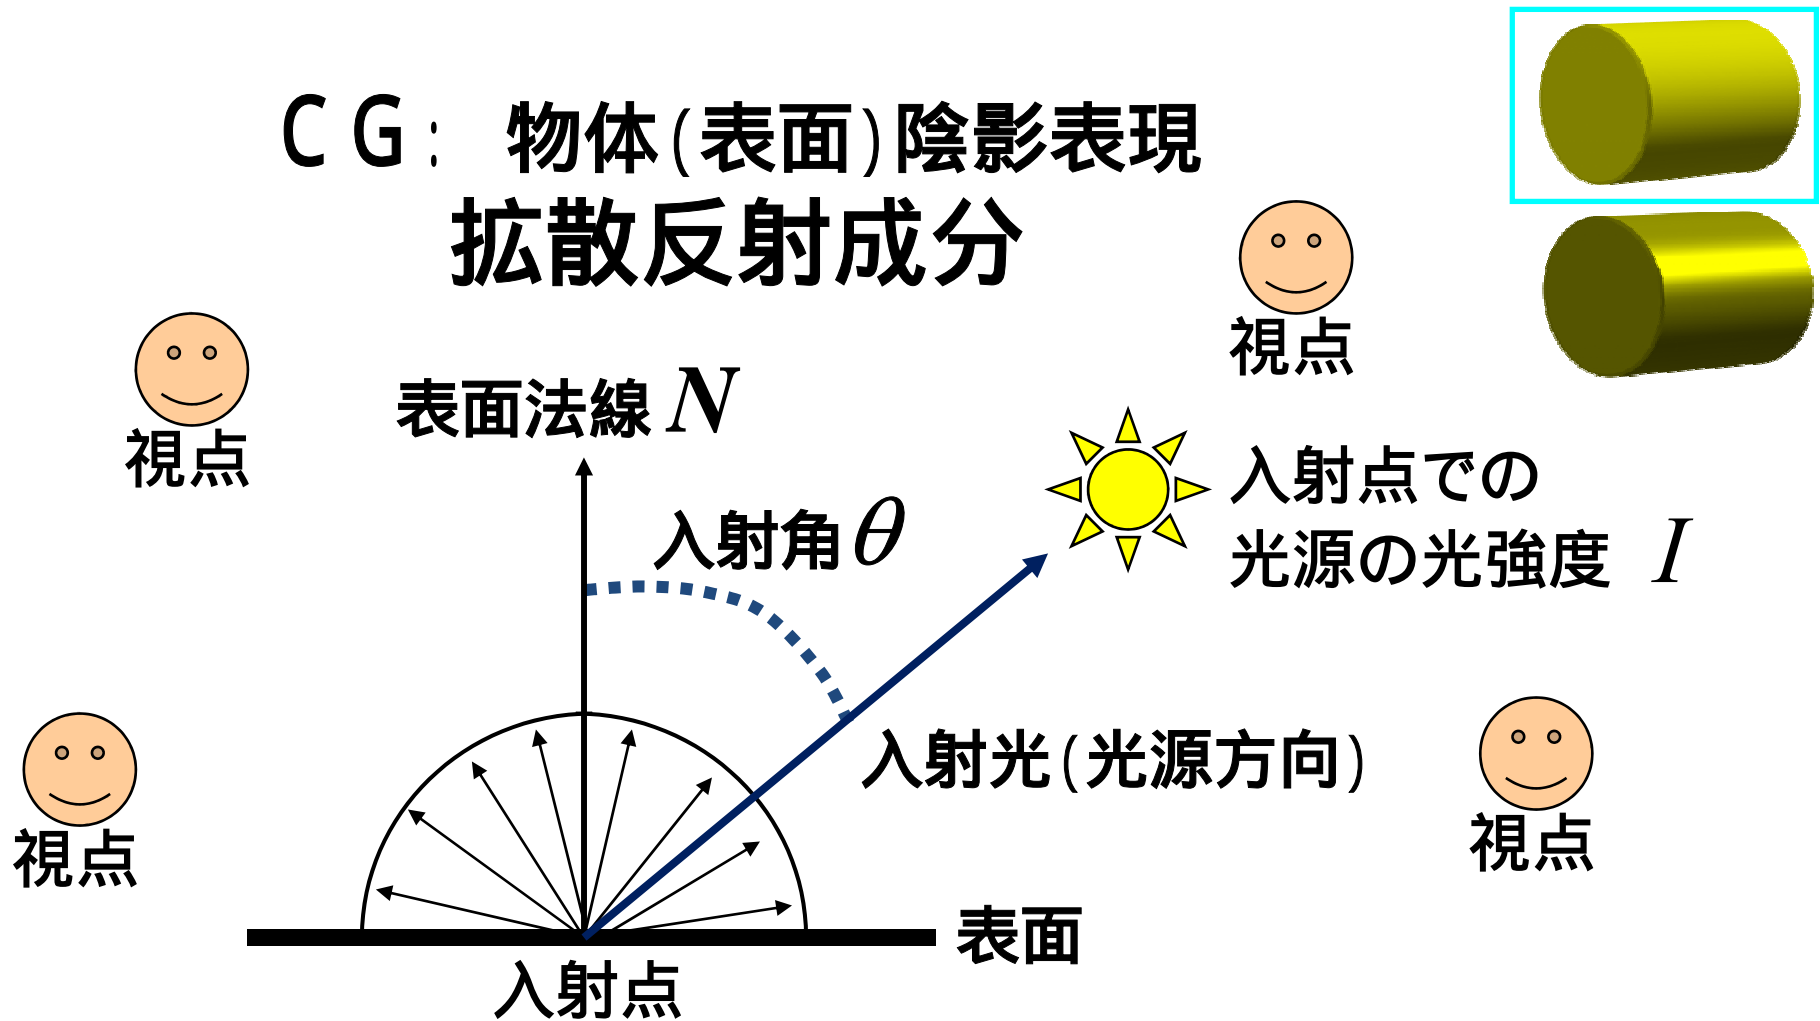 CG: 物体(表面)陰影表現
拡散反射成分
視点
視点
表面法線 N
入射角θ
入射点での
光源の光強度 I
入射光(光源方向)
視点
視点
表面
入射点